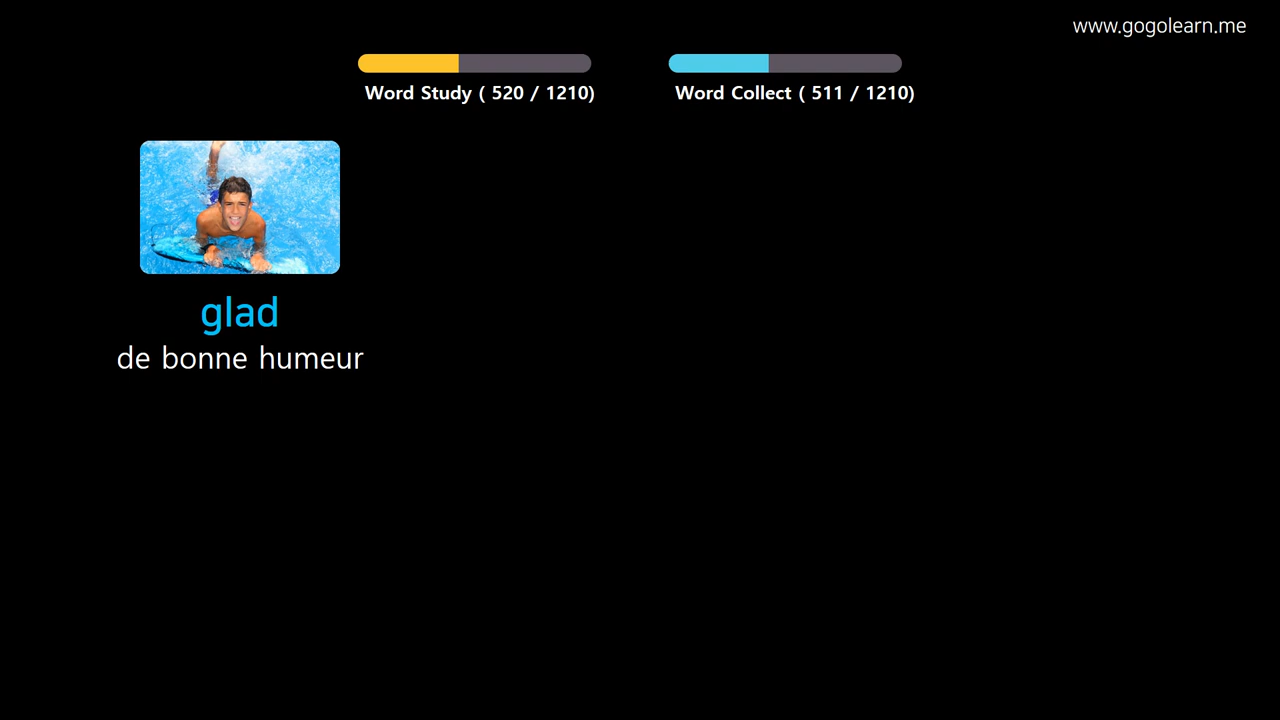 www.gogolearn.me
Word Study ( 520 / 1210)
Word Collect ( 511 / 1210)
glad
de bonne humeur